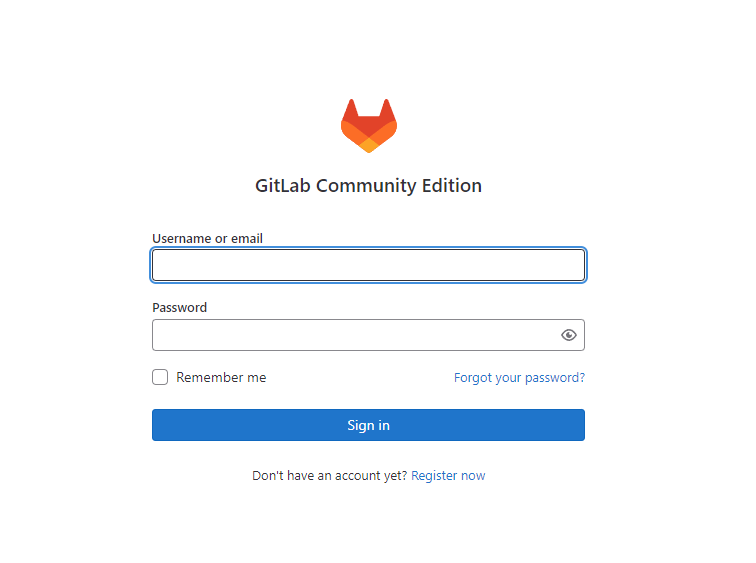 GitLab Community Edition
Username or email
Password
Remember me Forgot your password?
Sign in
Don't have an account yet? Register now